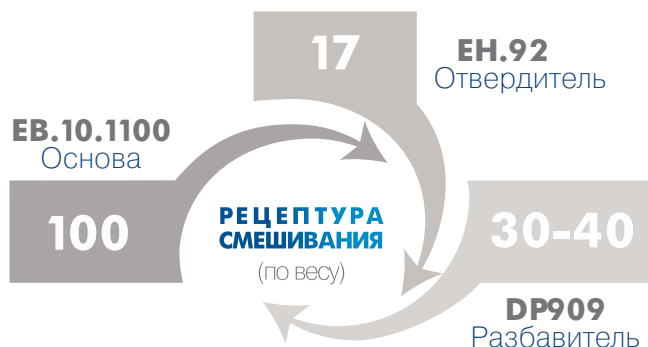 17
EH.92
Отвердитель
EB.10.1100
Основа
100
РЕЦЕПТУРА
СМЕШИВАНИЯ
(по весу)
30-40
DP909
Разбавитель